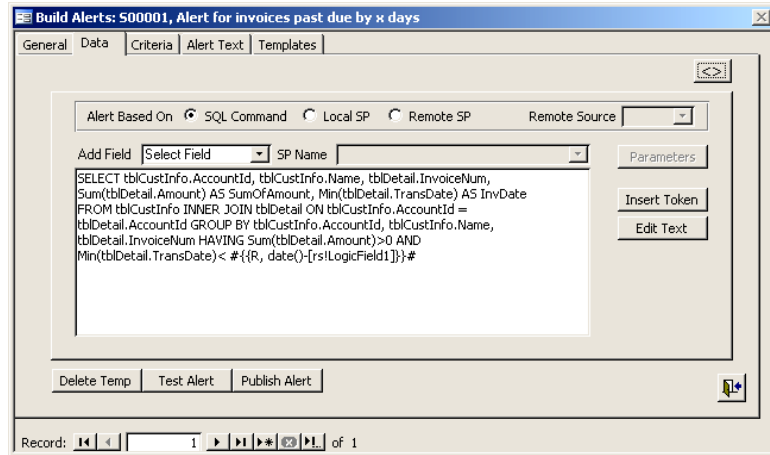 Build Alerts: S00001, Alert for invoices past due by x days
General Data Criteria Alert Text Templates
<>
Alert Based On SQL Command Local SP Remote SP Remote Source
Add Field Select Field SP Name Parameters
SELECT tblCustInfo.AccountId, tblCustInfo.Name, tblDetail.InvoiceNum,
Sum(tblDetail.Amount) AS SumOfAmount, Min(tblDetail.TransDate) AS InvDate
FROM tblCustInfo INNER JOIN tblDetail ON tblCustInfo.AccountId =
tblDetail.AccountId GROUP BY tblCustInfo.AccountId, tblCustInfo.Name,
tblDetail.InvoiceNum HAVING Sum(tblDetail.Amount)>0 AND
Min(tblDetail.TransDate)< #{{R, date()-[rs!LogicField1]}}#
Insert Token
Edit Text
Delete Temp Test Alert Publish Alert
Record: 1 of 1